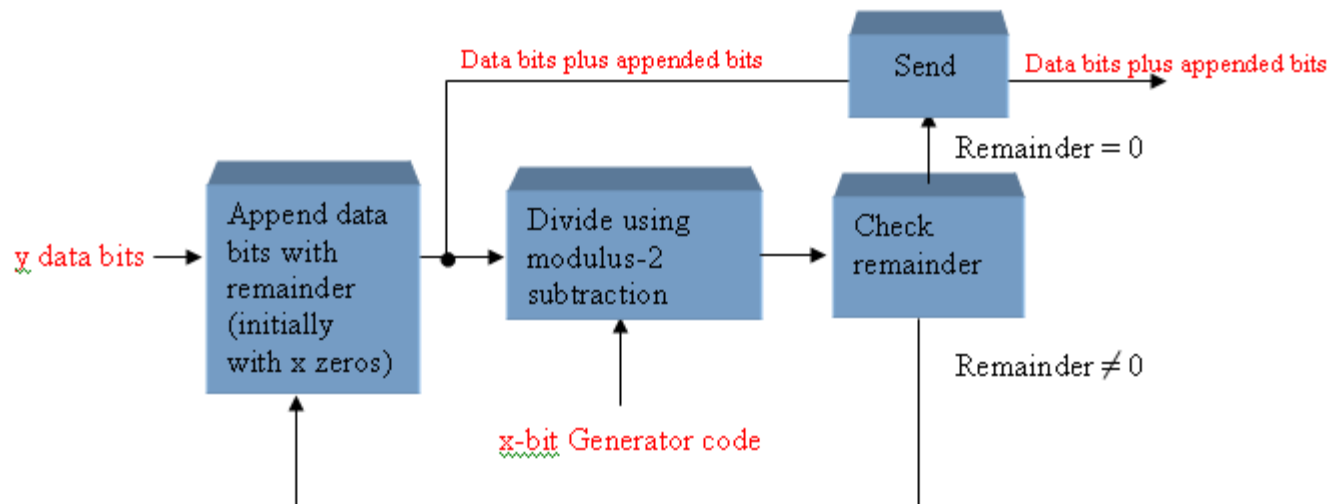 Data bits plus appended bits
Send
Data bits plus appended bits
Remainder = 0
y data bits
Append data
bits with
remainder
(initially
with x zeros)
Divide using
modulus-2
subtraction
Check
remainder
Remainder ≠ 0
x-bit Generator code